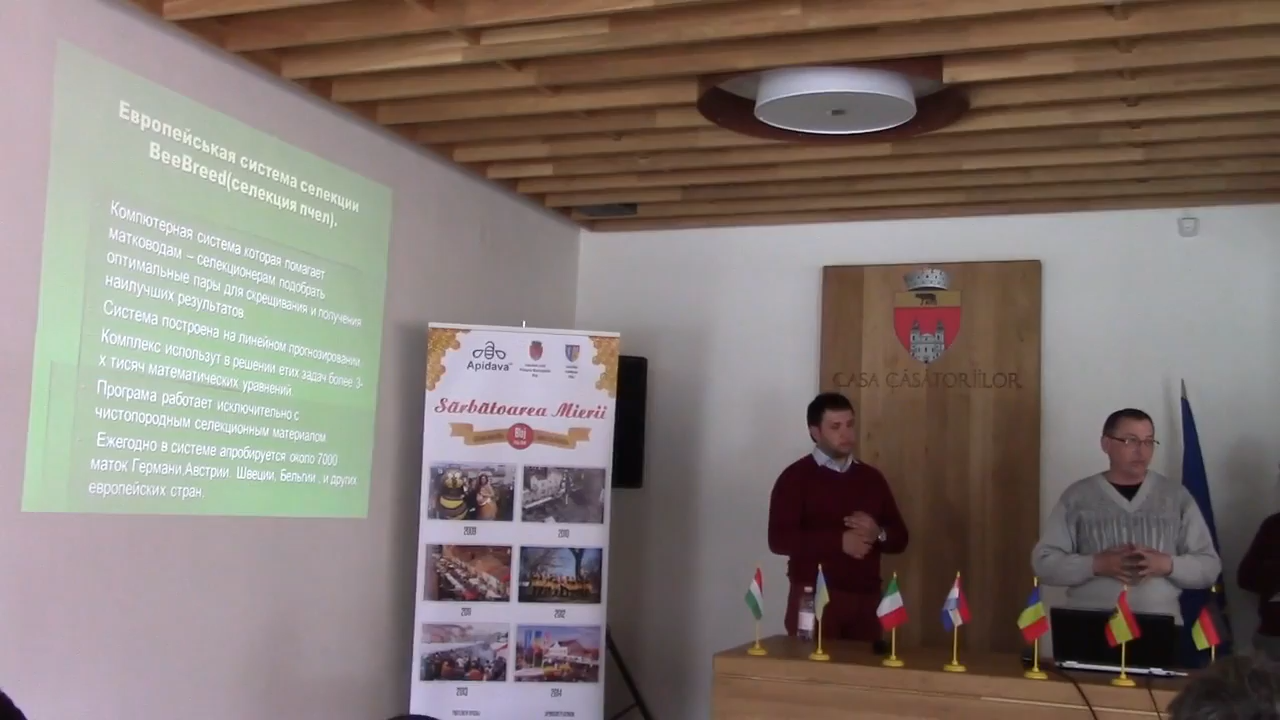 Европейськая система селекции
BeeBreed(селекция пчел).
Компютерная система которая помагает
матководам – селекционерам подобрать
оптимальные пары для скрещивания и получения
наилучших результатов
Система построена на линейном прогнозировании
Комплекс использут в решении етих задач более 3-
х тисяч математических уравнений.
Програма работает исключительно с
чистопородным селекционным материалом
Ежегодно в системе апробируется около 7000
маток Германи,Австрии. Швеции, Бельгии , и других
европейских стран.
Apidava
Sărbătoarea Mierii
Blaj
2009
2010
2011
2012
2013
2014
CASA CĂSĂTORIILOR